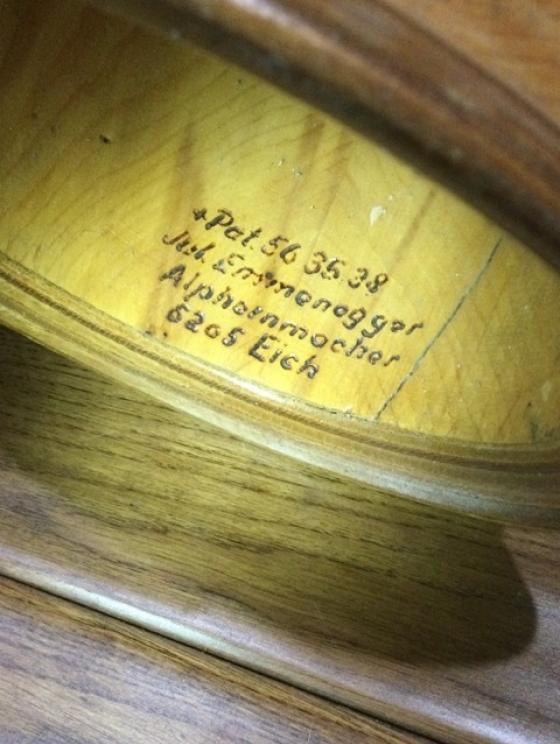 +Pat 56 35 38
Jul. Emmenegger
Alphornmacher
6205 Eich